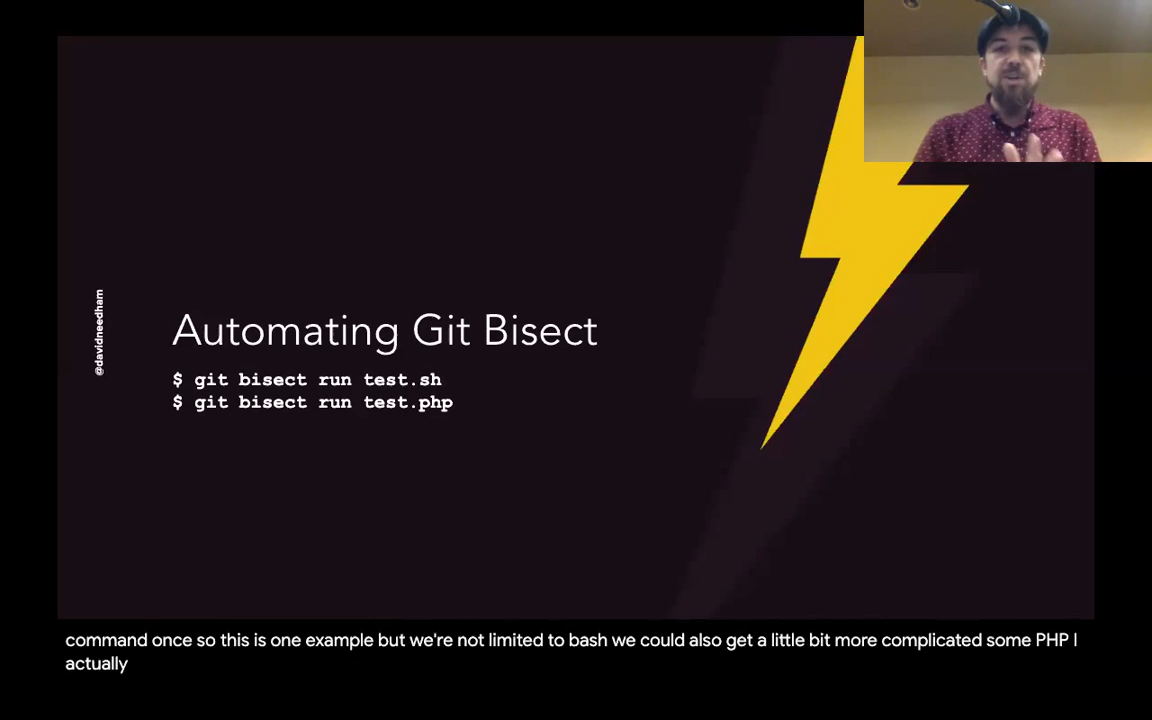 @davidneedham
Automating Git Bisect
$ git bisect run test.sh
$ git bisect run test.php
command once so this is one example but we're not limited to bash we could also get a little bit more complicated some PHP I
actually